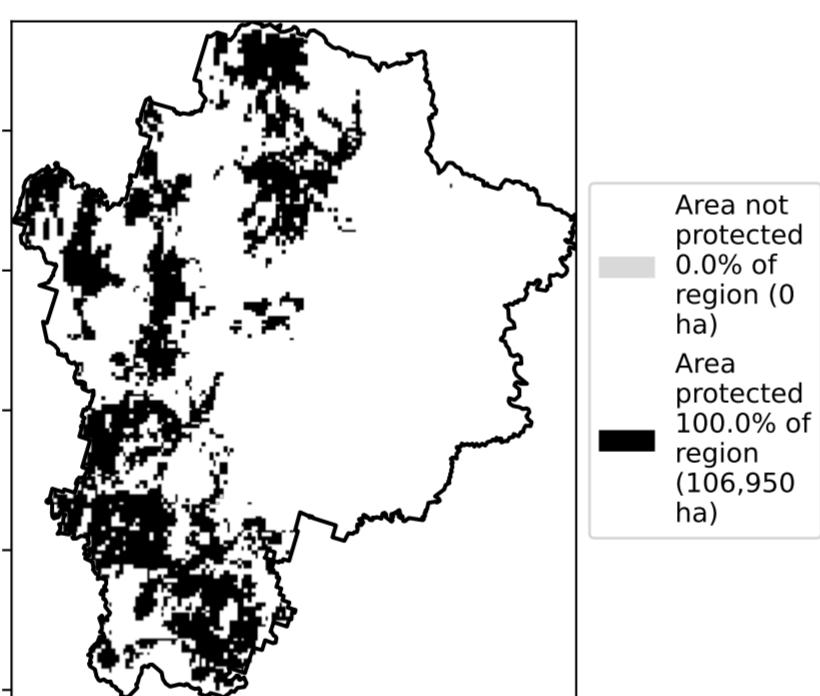 Area not
protected
0.0% of
region (0
ha)
Area
protected
100.0% of
region
(106,950
ha)